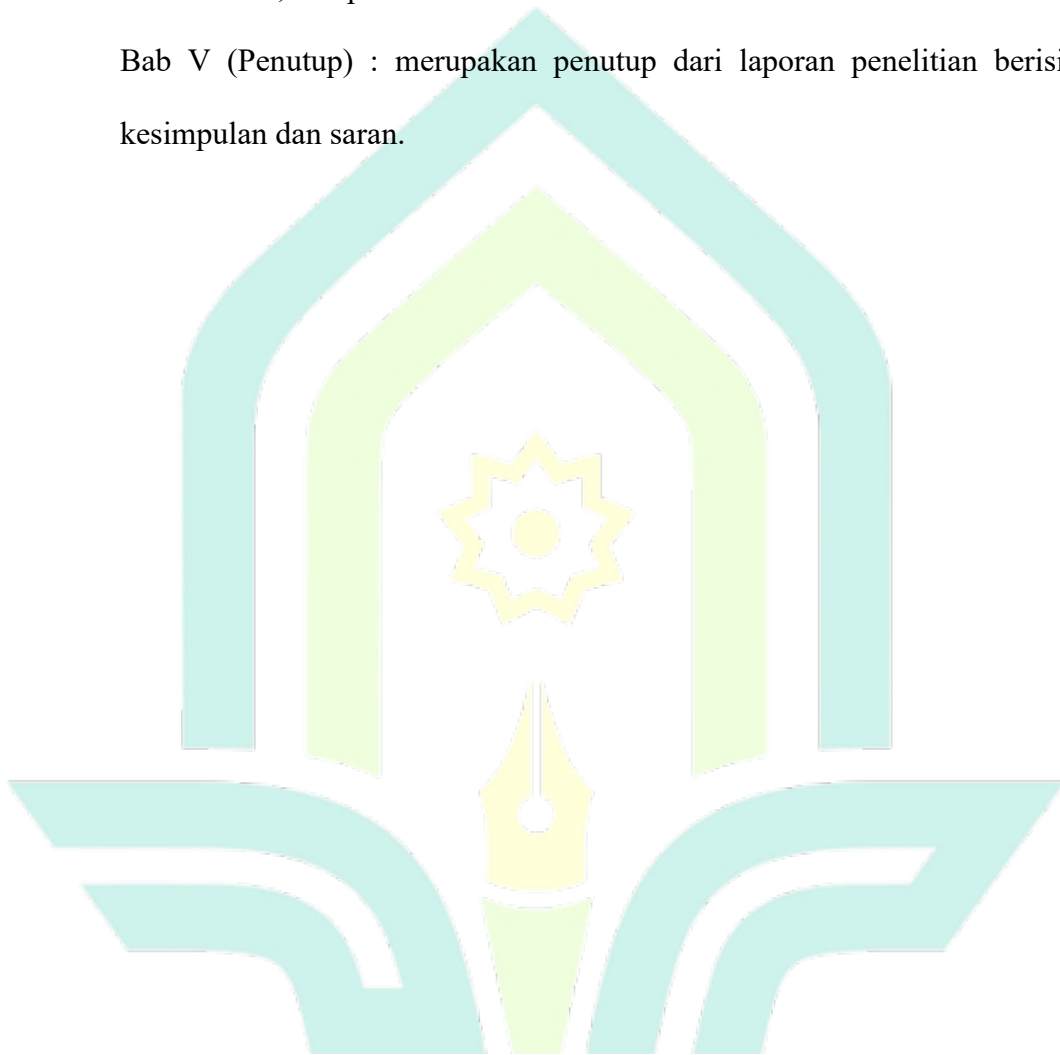 Bab V (Penutup) : merupakan penutup dari laporan penelitian berisi
kesimpulan dan saran.